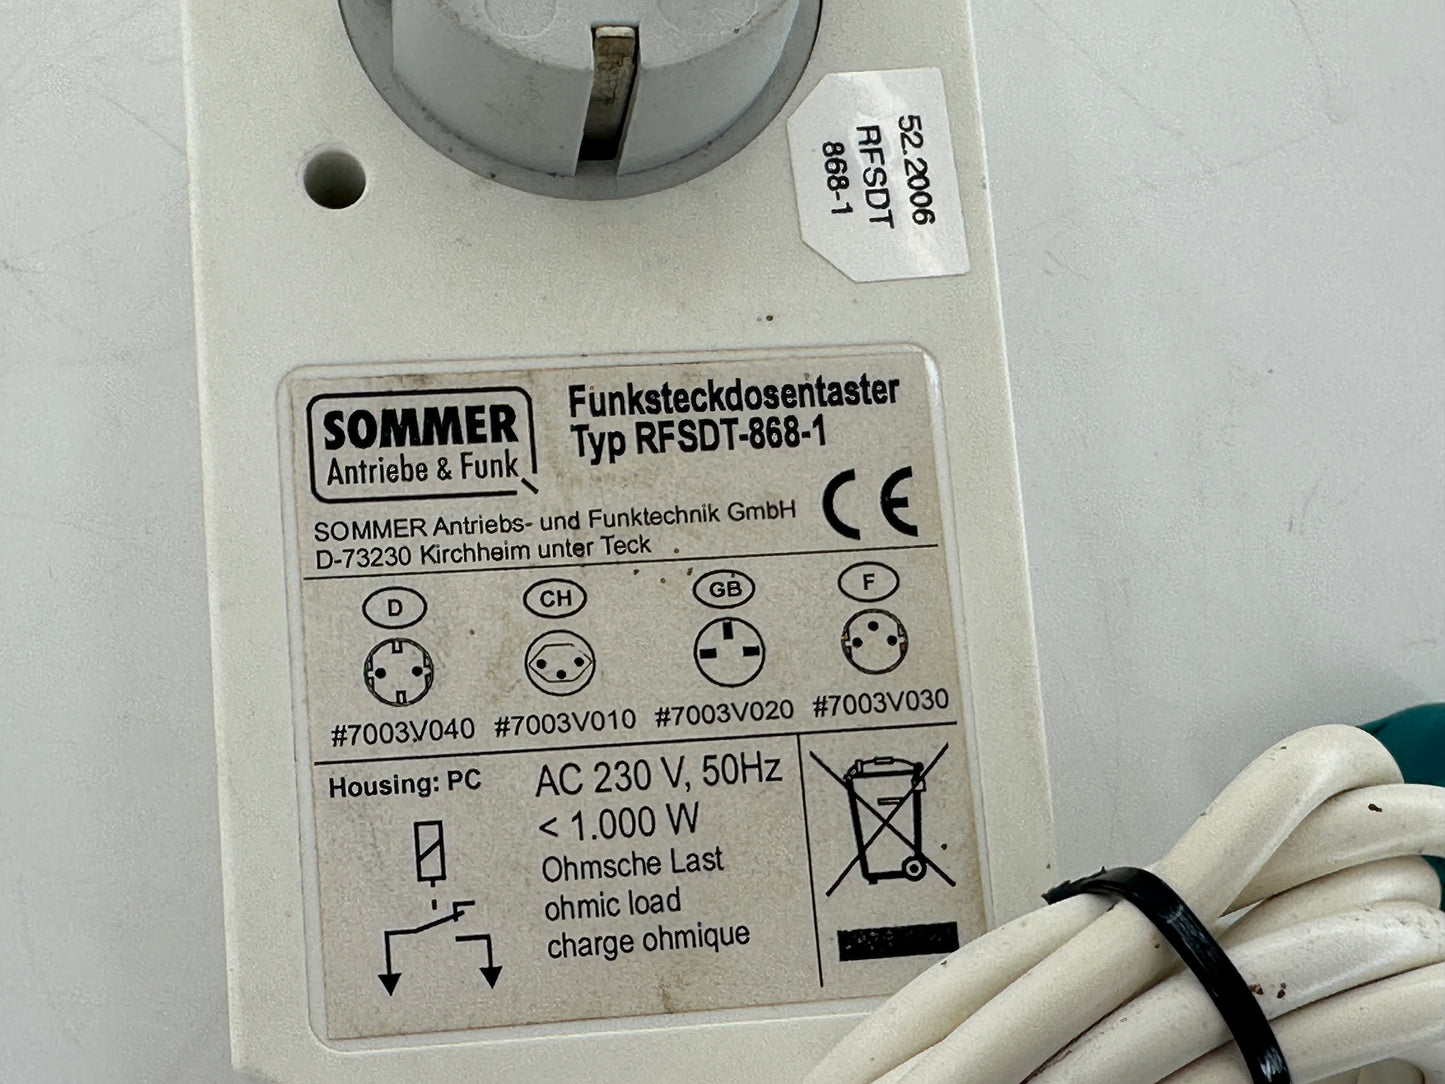 52.2006
RFSDT
868-1
SOMMER
Antriebe & Funk
Funksteckdosentaster
Typ RFSDT-868-1
CE
SOMMER Antriebs- und Funktechnik GmbH
D-73230 Kirchheim unter Teck
D CH GB F
#7003V040 #7003V010 #7003V020 #7003V030
Housing: PC
AC 230 V, 50Hz
< 1.000 W
Ohmsche Last
ohmic load
charge ohmique